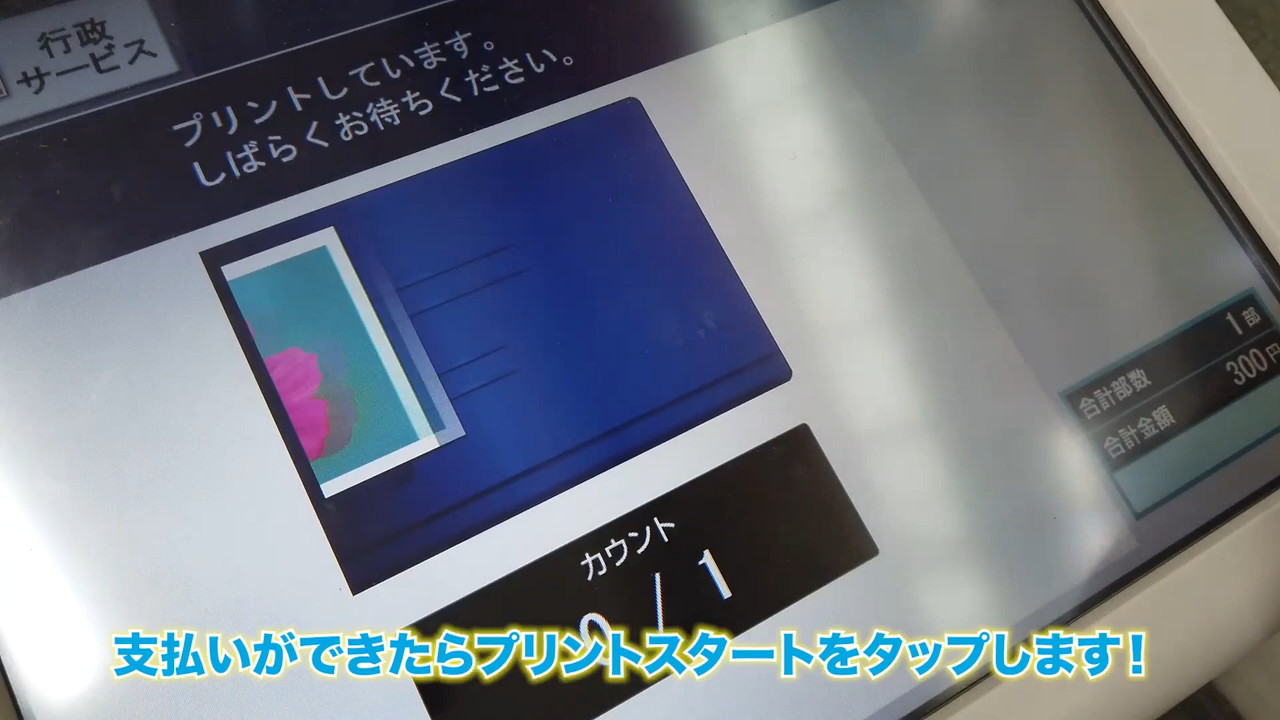 行政
サービス
プリントしています。
しばらくお待ちください。
合計部数 1部
合計金額 300円
カウント
0 / 1
支払いができたらプリントスタートをタップします!